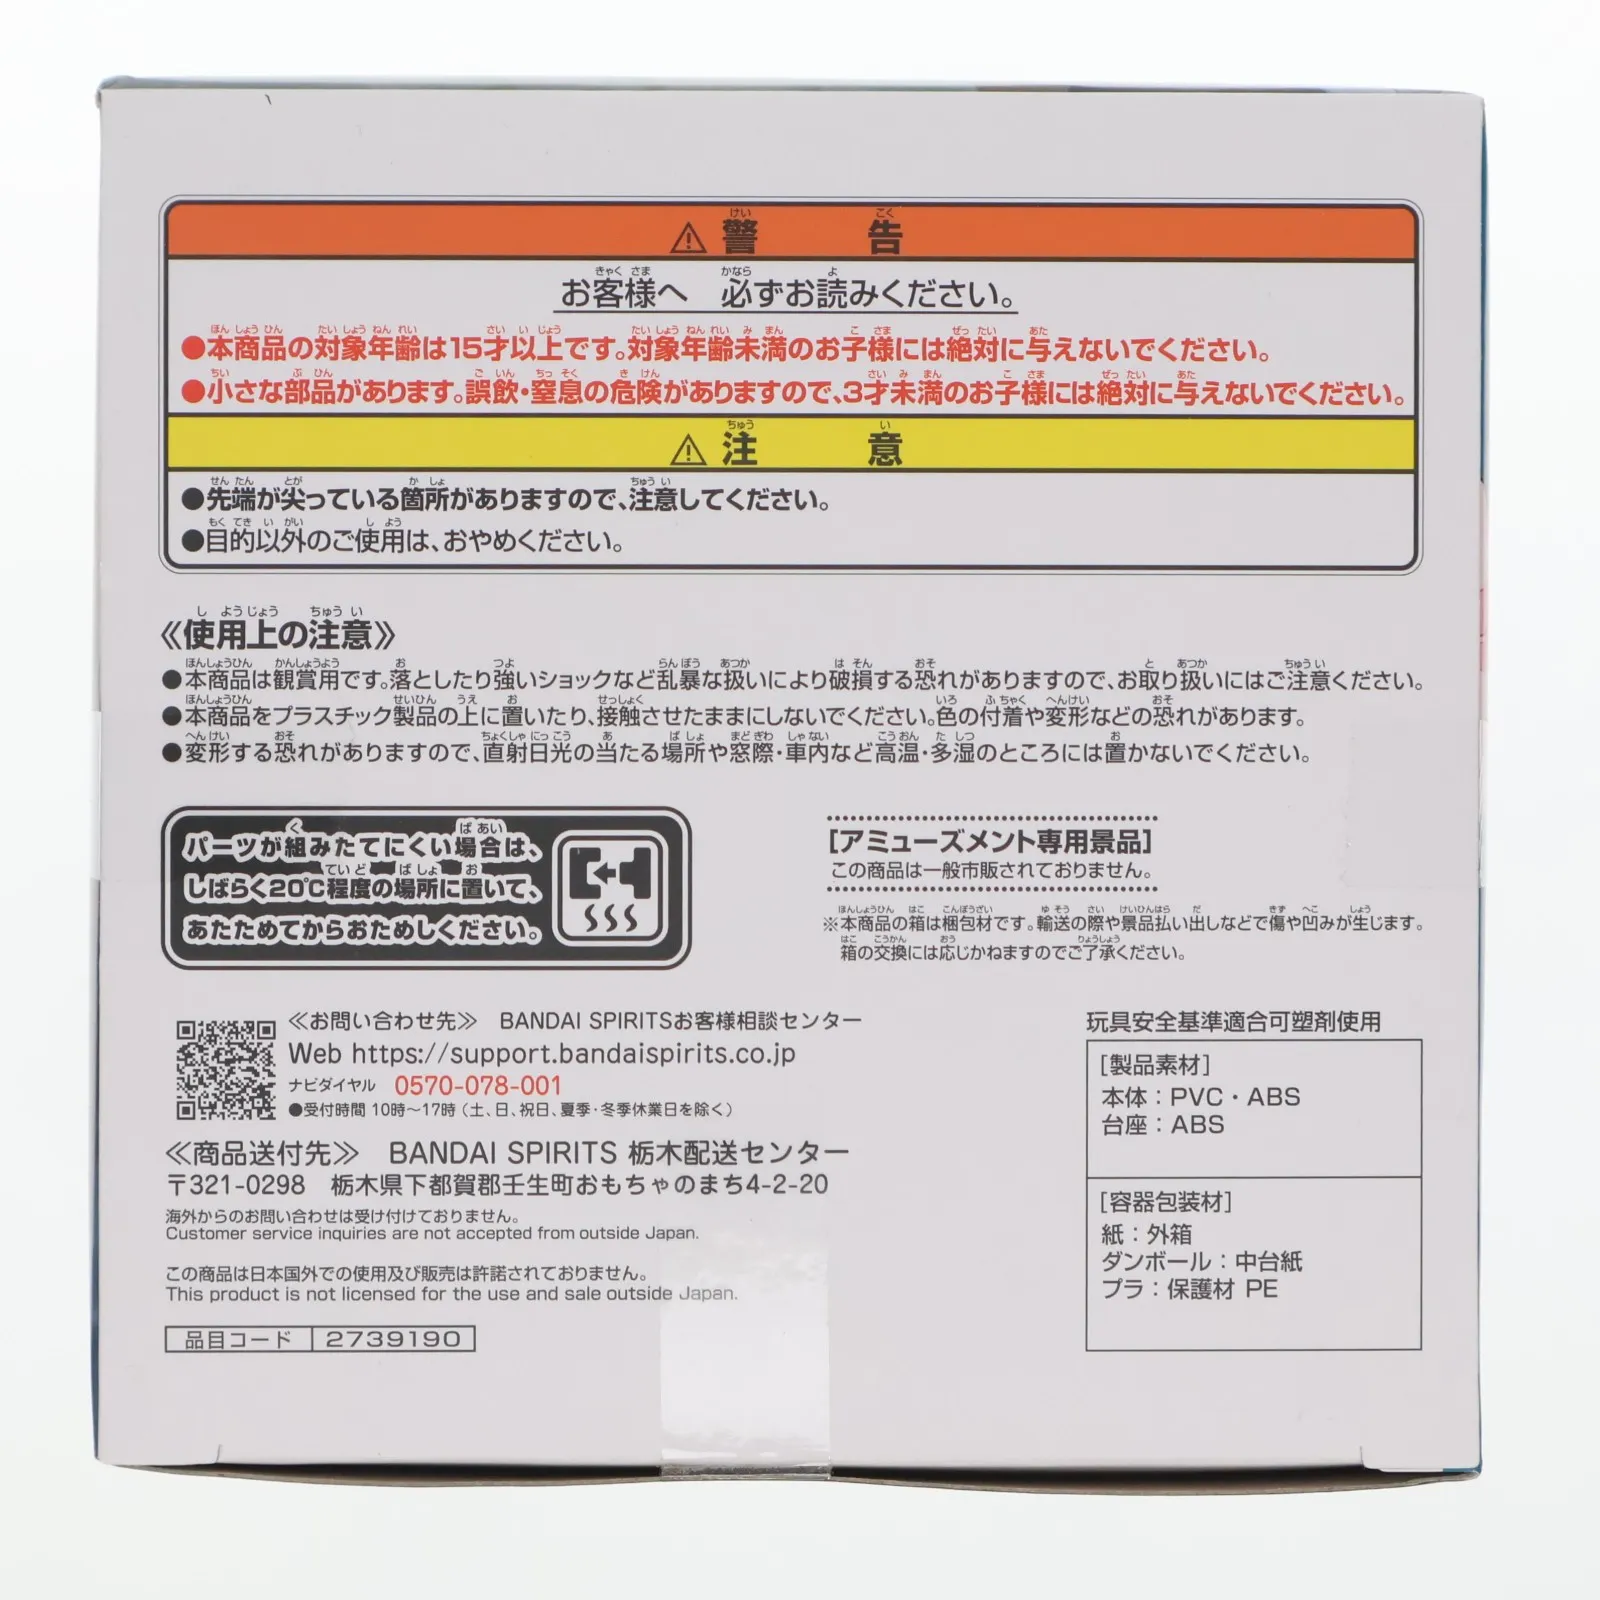 ⚠警告
お客様へ 必ずお読みください。
●本商品の対象年齢は15才以上です。対象年齢未満のお子様には絶対に与えないでください。
●小さな部品があります。誤飲・窒息の危険がありますので、3才未満のお子様には絶対に与えないでください。
⚠注意
●先端が尖っている箇所がありますので、注意してください。
●目的以外のご使用は、おやめください。
≪使用上の注意≫
●本商品は観賞用です。落としたり強いショックなど乱暴な扱いにより破損する恐れがありますので、お取り扱いにはご注意ください。
●本商品をプラスチック製品の上に置いたり、接触させたままにしないでください。色の付着や変形などの恐れがあります。
●変形する恐れがありますので、直射日光の当たる場所や窓際・車内など高温・多湿のところには置かないでください。
パーツが組みたてにくい場合は、
しばらく20℃程度の場所に置いて、
あたためてからおためしください。
[アミューズメント専用景品]
この商品は一般市販されておりません。
※本商品の箱は梱包材です。輸送の際や景品払い出しなどで傷や凹みが生じます。
箱の交換には応じかねますのでご了承ください。
≪お問い合わせ先≫ BANDAI SPIRITSお客様相談センター
Web https://support.bandaispirits.co.jp
ナビダイヤル 0570-078-001
●受付時間 10時〜17時(土、日、祝日、夏季・冬季休業日を除く)
≪商品送付先≫ BANDAI SPIRITS 栃木配送センター
〒321-0298 栃木県下都賀郡壬生町おもちゃのまち4-2-20
海外からのお問い合わせは受け付けておりません。
Customer service inquiries are not accepted from outside Japan.
この商品は日本国外での使用及び販売は許諾されておりません。
This product is not licensed for the use and sale outside Japan.
品目コード 2739190
玩具安全基準適合可塑剤使用
[製品素材]
本体：PVC・ABS
台座：ABS
[容器包装材]
紙：外箱
ダンボール：中台紙
プラ：保護材 PE